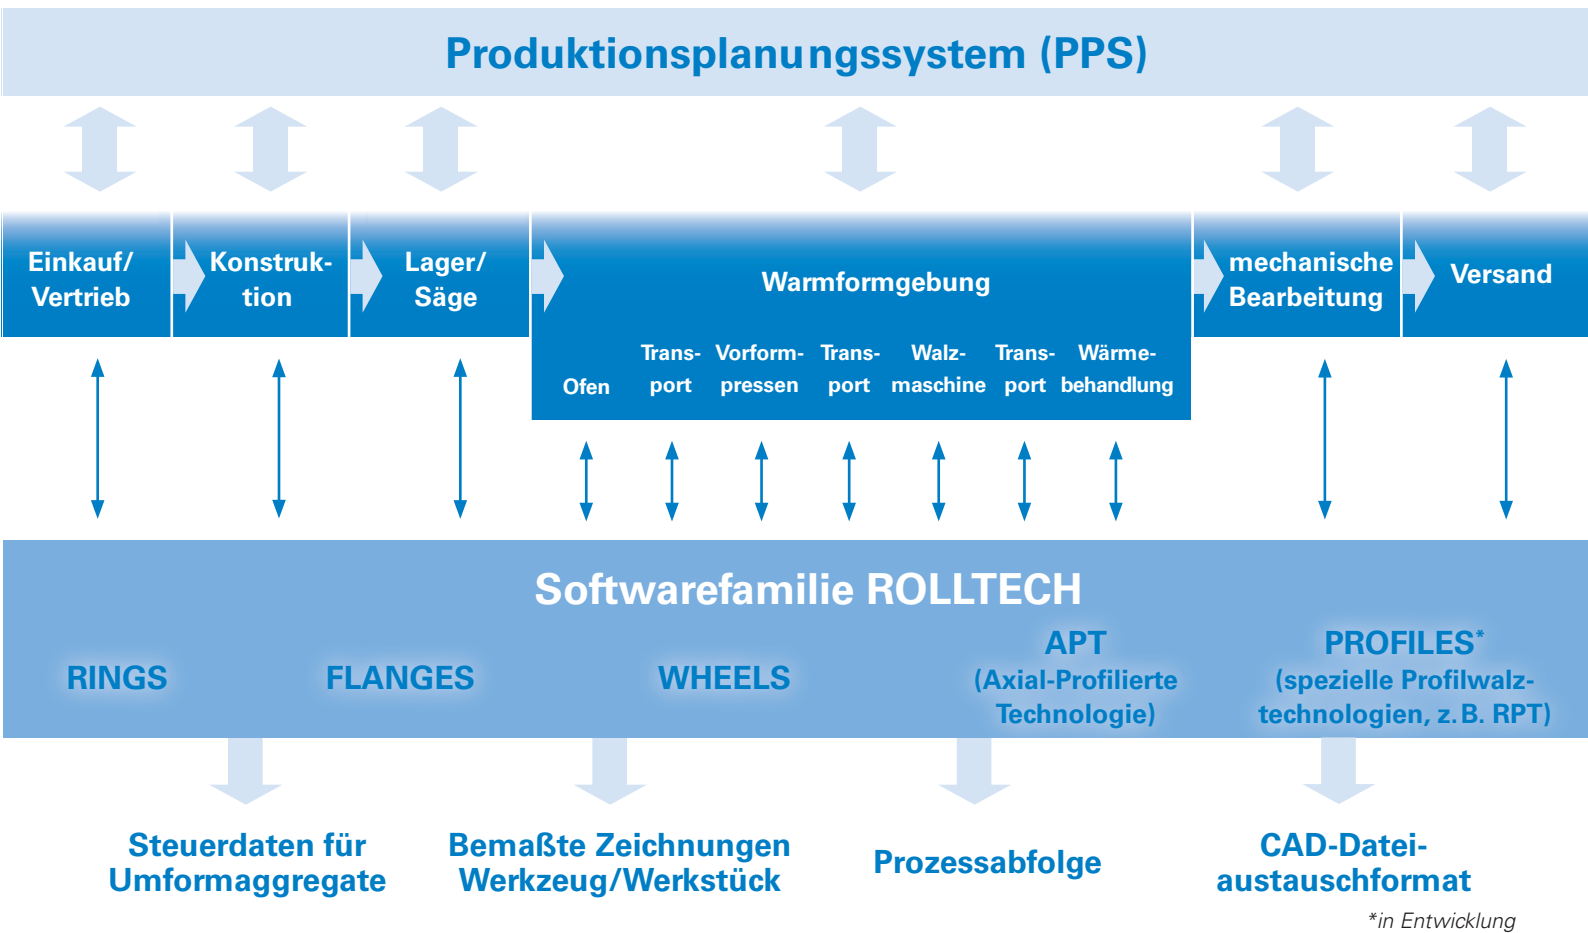 Produktionsplanungssystem (PPS)
Einkauf/
Vertrieb
Konstruk-
tion
Lager/
Säge
Warmformgebung
mechanische
Bearbeitung
Versand
Ofen
Trans-
port
Vorform-
pressen
Trans-
port
Walz-
maschine
Trans-
port
Wärme-
behandlung
Softwarefamilie ROLLTECH
RINGS
FLANGES
WHEELS
APT
(Axial-Profilierte
Technologie)
PROFILES*
(spezielle Profilwalz-
technologien, z. B. RPT)
Steuerdaten für
Umformaggregate
Bemaßte Zeichnungen
Werkzeug/Werkstück
Prozessabfolge
CAD-Datei-
austauschformat
*in Entwicklung